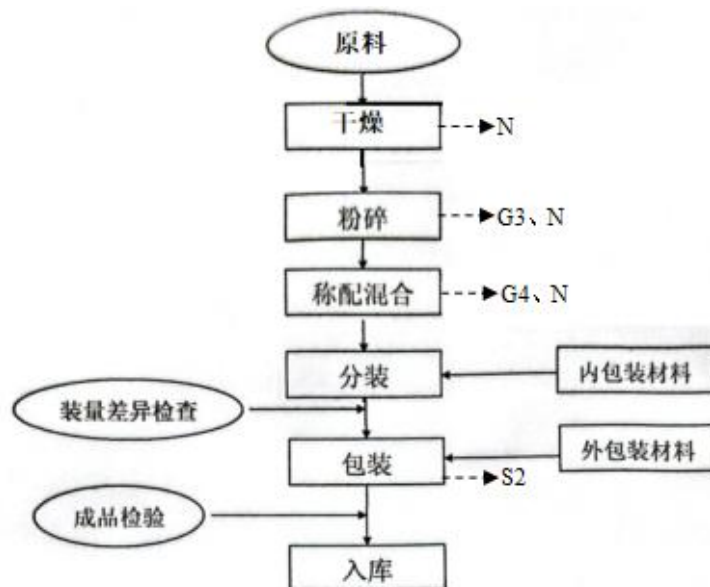 原料
干燥
N
粉碎
G3、N
称配混合
G4、N
分装
内包装材料
装量差异检查
包装
外包装材料
S2
成品检验
入库